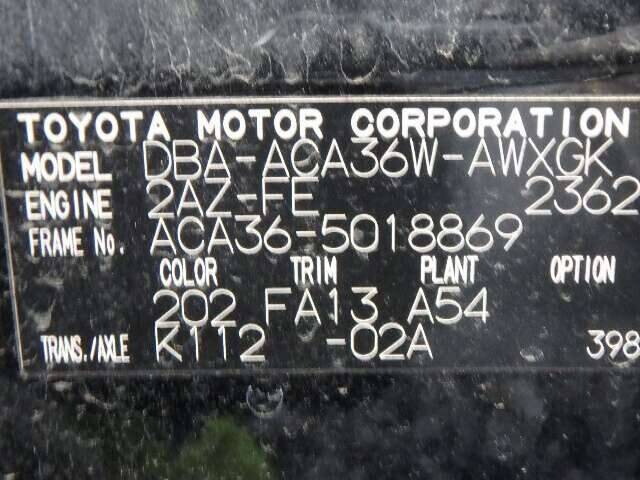 TOYOTA MOTOR CORPORATION
MODEL DBA-ACA36W-AWXGK
ENGINE 2AZ-FE 2362
FRAME No. ACA36-5018869
COLOR TRIM PLANT OPTION
202 FA13 A54
TRANS./AXLE K112 -02A 398